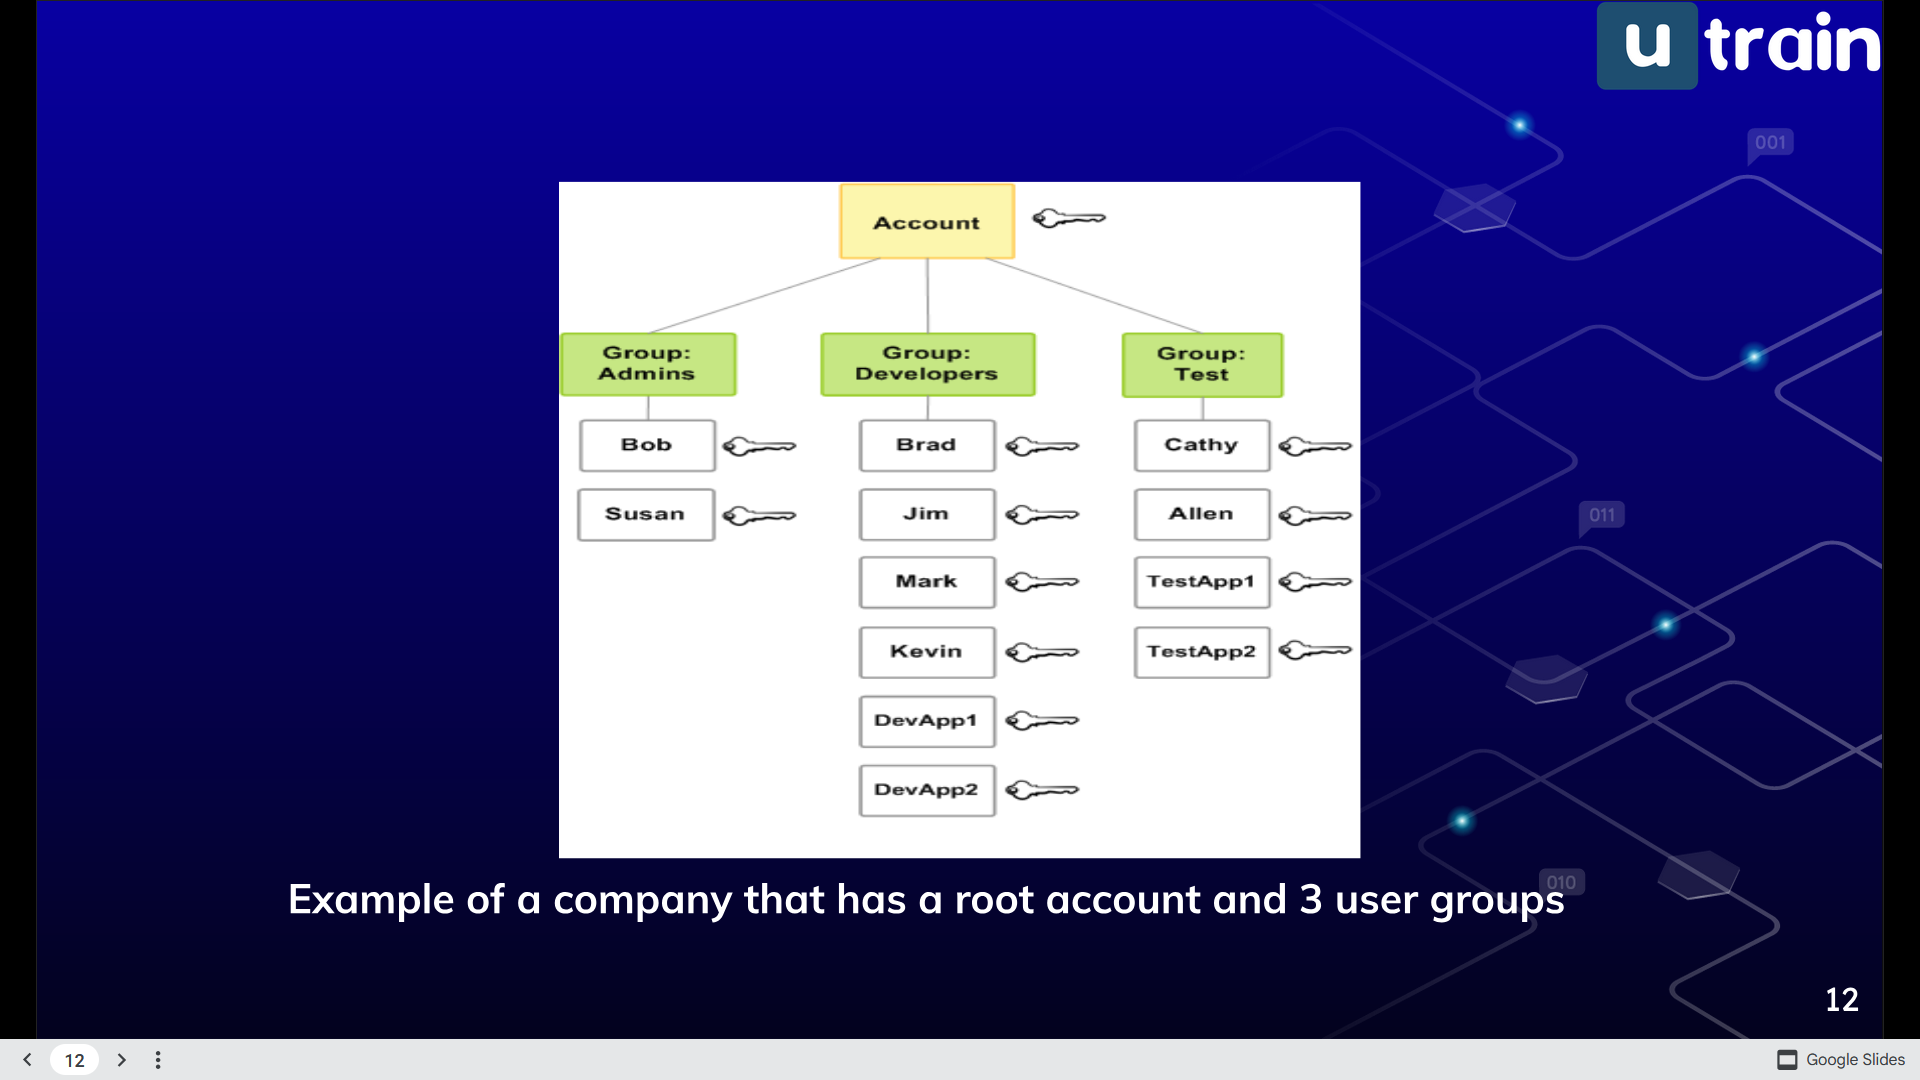 u train
001
Account
Group:
Admins
Group:
Developers
Group:
Test
Bob
Susan
Brad
Jim
Mark
Kevin
DevApp1
DevApp2
Cathy
Allen
TestApp1
TestApp2
011
010
Example of a company that has a root account and 3 user groups
12
12
Google Slides